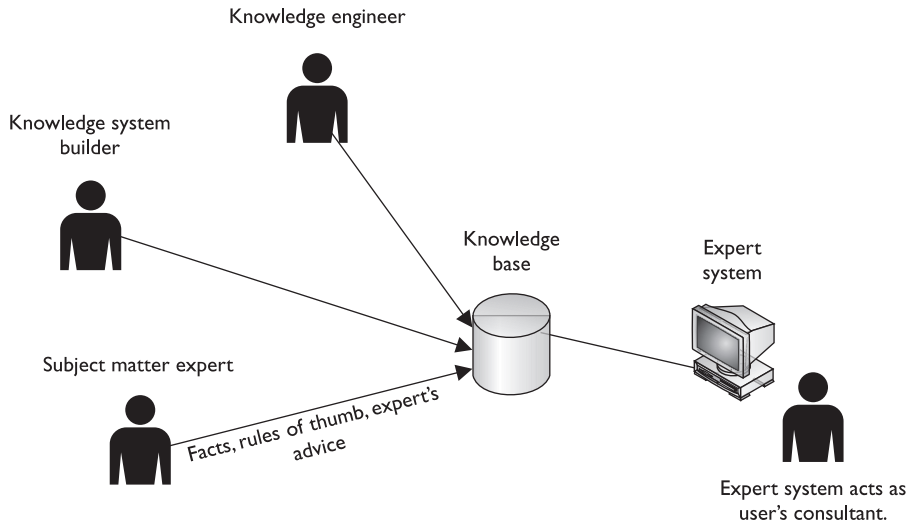 Knowledge engineer
Knowledge system
builder
Knowledge
base
Expert
system
Subject matter expert
Facts, rules of thumb, expert's
advice
Expert system acts as
user's consultant.